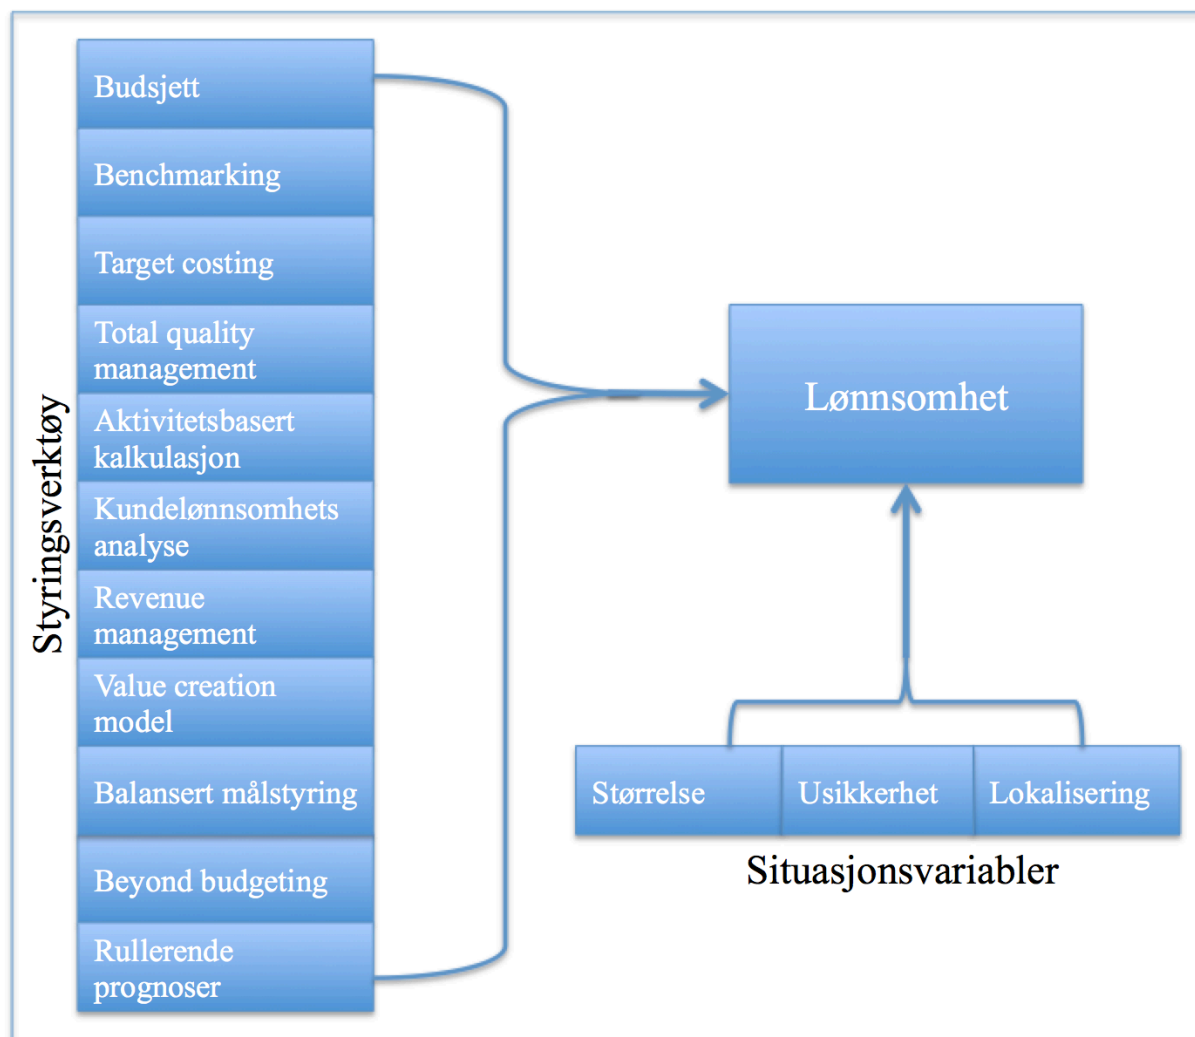 Styringsverktøy
Budsjett
Benchmarking
Target costing
Total quality
management
Aktivitetsbasert
kalkulasjon
Kundelønnsomhets
analyse
Revenue
management
Value creation
model
Balansert målstyring
Beyond budgeting
Rullerende
prognoser
Lønnsomhet
Størrelse
Usikkerhet
Lokalisering
Situasjonsvariabler